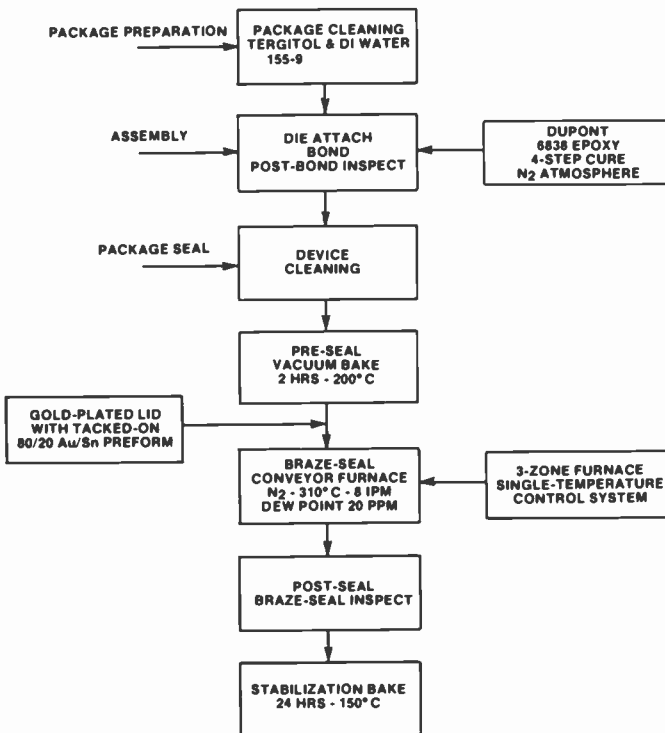 PACKAGE PREPARATION
PACKAGE CLEANING
TERGITOL & DI WATER
155-9
ASSEMBLY
DIE ATTACH
BOND
POST-BOND INSPECT
DUPONT
6838 EPOXY
4-STEP CURE
N2 ATMOSPHERE
PACKAGE SEAL
DEVICE
CLEANING
PRE-SEAL
VACUUM BAKE
2 HRS - 200°C
GOLD-PLATED LID
WITH TACKED-ON
80/20 Au/Sn PREFORM
BRAZE-SEAL
CONVEYOR FURNACE
N2 - 310°C - 8 IPM
DEW POINT 20 PPM
3-ZONE FURNACE
SINGLE-TEMPERATURE
CONTROL SYSTEM
POST-SEAL
BRAZE-SEAL INSPECT
STABILIZATION BAKE
24 HRS - 150°C